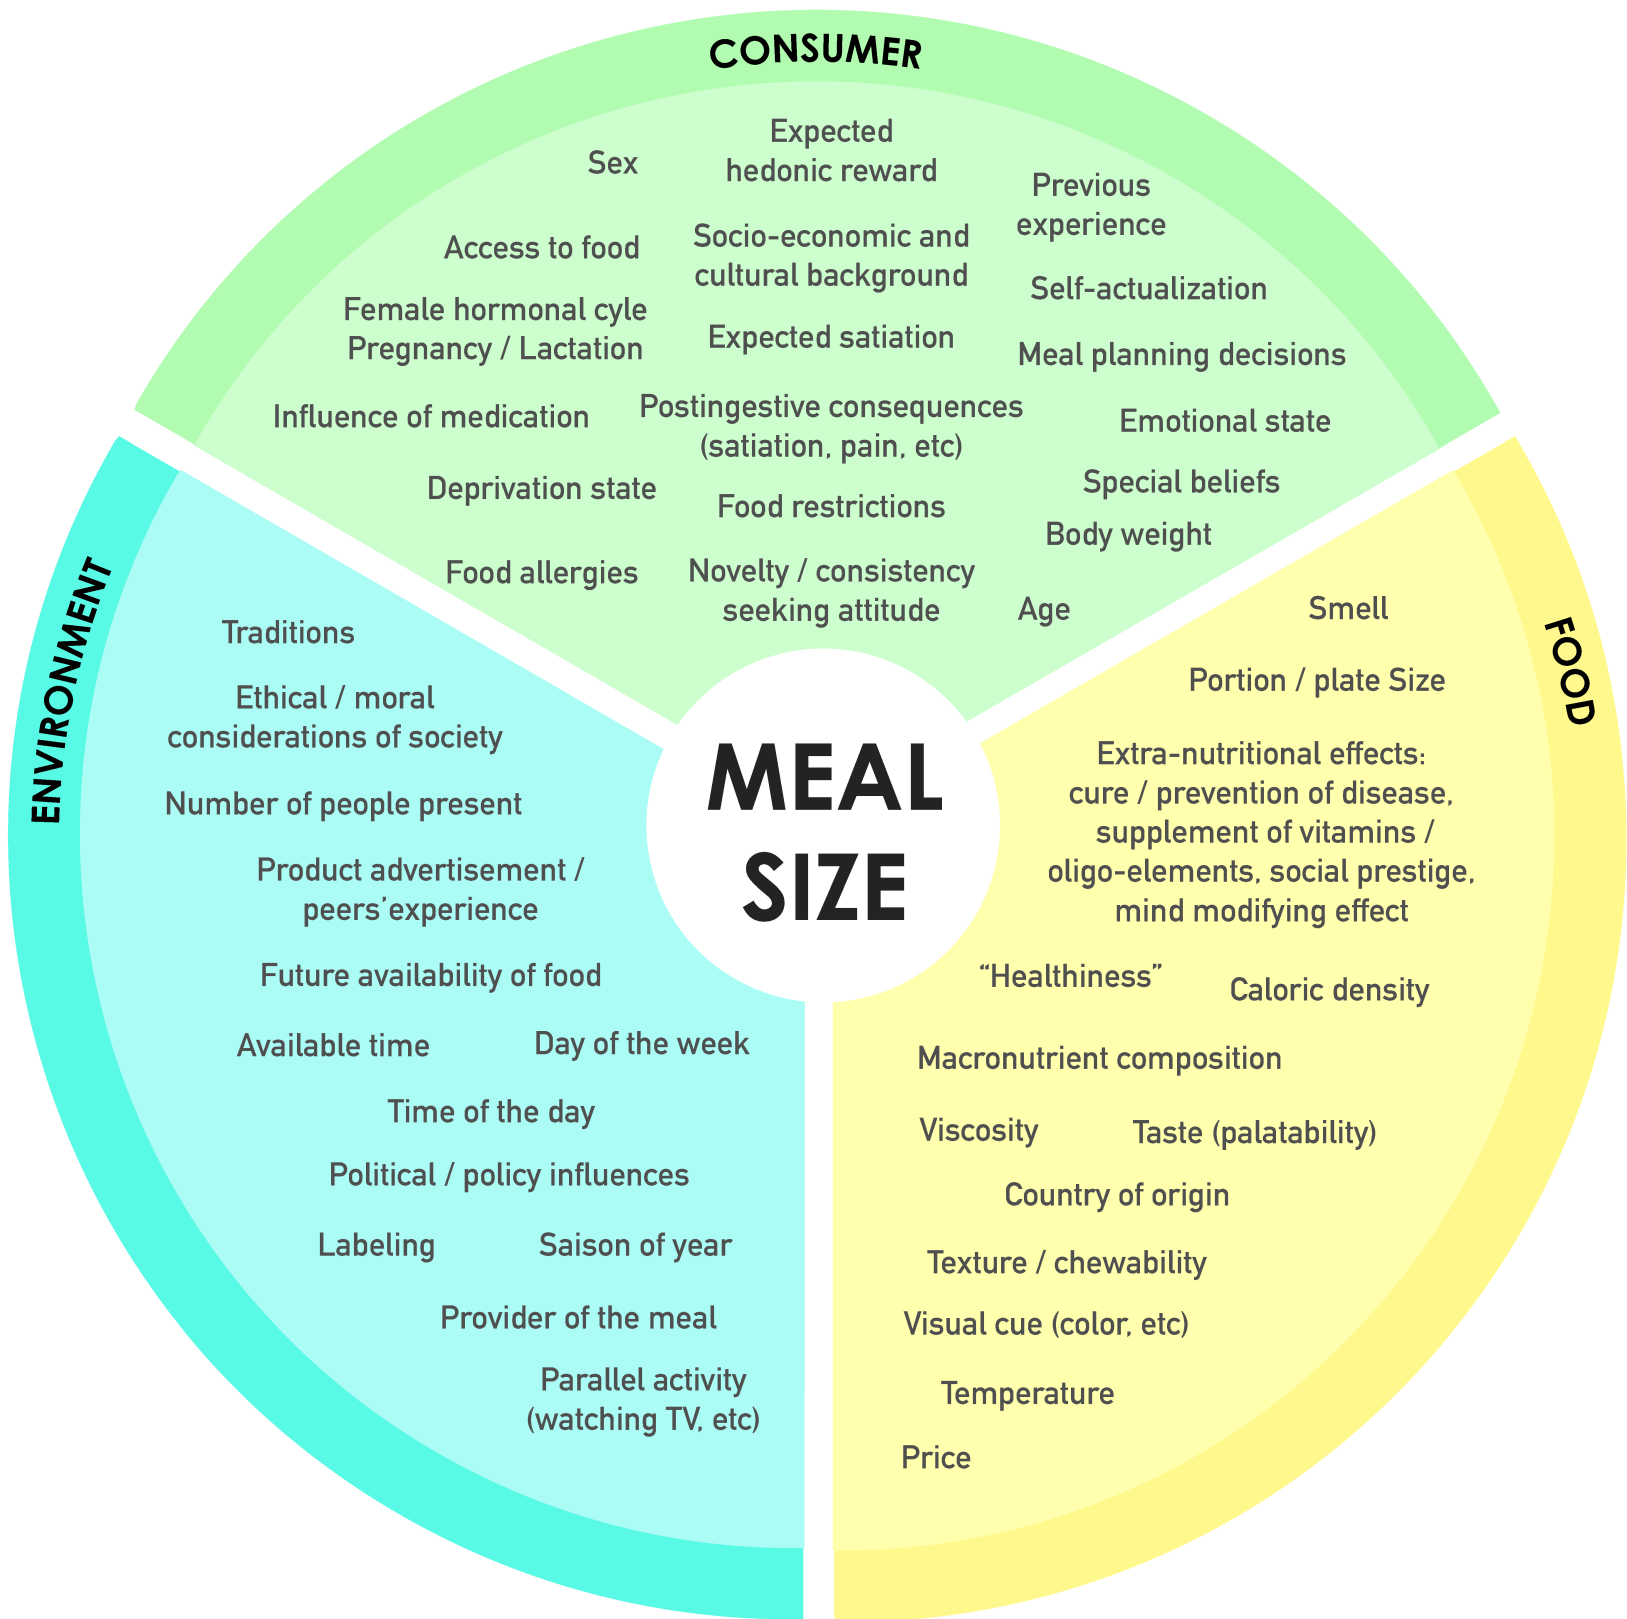 CONSUMER
Sex
Expected
hedonic reward
Previous
experience
Access to food
Socio-economic and
cultural background
Self-actualization
Female hormonal cyle
Pregnancy / Lactation
Expected satiation
Meal planning decisions
Influence of medication
Postingestive consequences
(satiation, pain, etc)
Emotional state
Deprivation state
Food restrictions
Special beliefs
Body weight
Food allergies
Novelty / consistency
seeking attitude
Age
MEAL
SIZE
ENVIRONMENT
Traditions
Ethical / moral
considerations of society
Number of people present
Product advertisement /
peers’experience
Future availability of food
Available time
Day of the week
Time of the day
Political / policy influences
Labeling
Saison of year
Provider of the meal
Parallel activity
(watching TV, etc)
FOOD
Smell
Portion / plate Size
Extra-nutritional effects:
cure / prevention of disease,
supplement of vitamins /
oligo-elements, social prestige,
mind modifying effect
“Healthiness”
Caloric density
Macronutrient composition
Viscosity
Taste (palatability)
Country of origin
Texture / chewability
Visual cue (color, etc)
Temperature
Price